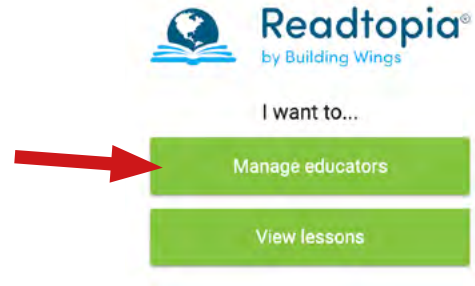 Readtopia®
by Building Wings
I want to...
Manage educators
View lessons